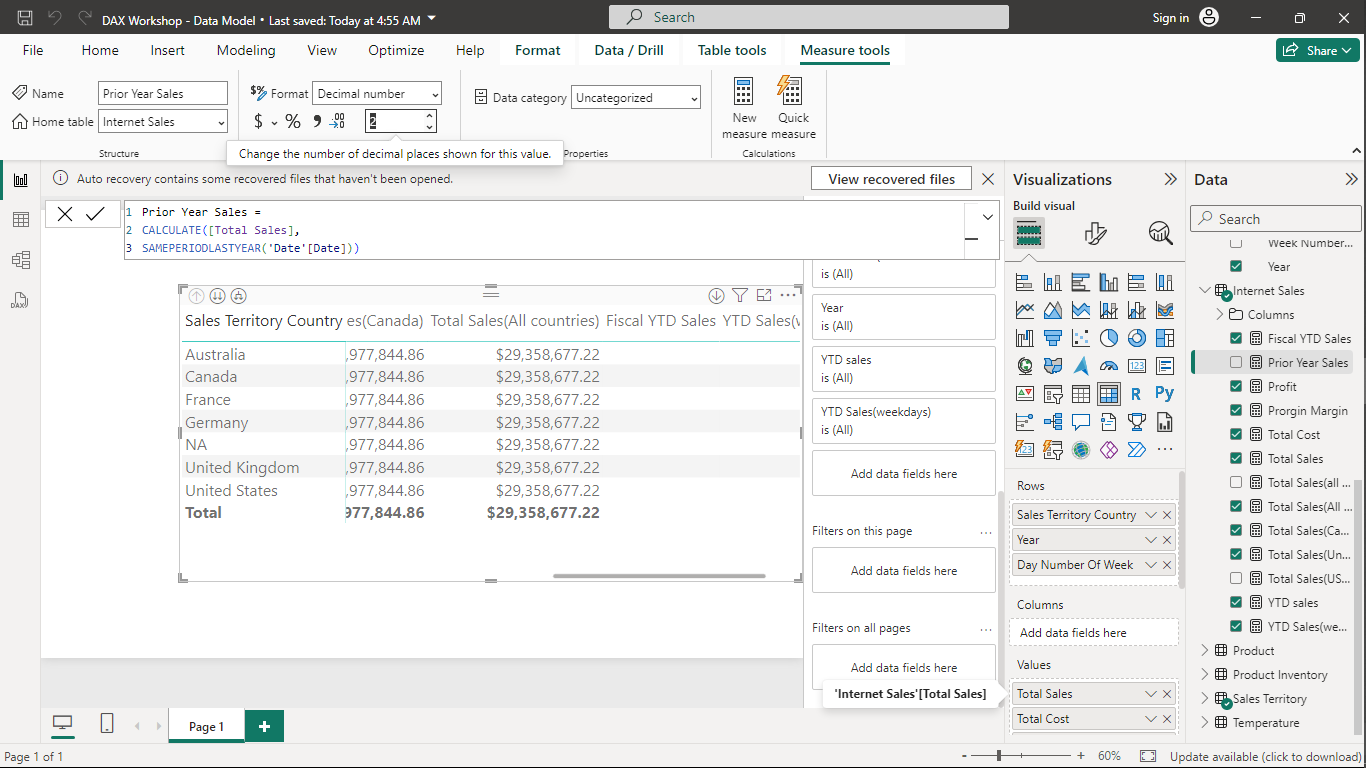 DAX Workshop - Data Model • Last saved: Today at 4:55 AM
Search
Sign in
File
Home
Insert
Modeling
View
Optimize
Help
Format
Data / Drill
Table tools
Measure tools
Share
Name
Prior Year Sales
Home table
Internet Sales
Structure
Format
Decimal number
$ % 9 .00
2
Change the number of decimal places shown for this value.
Data category
Uncategorized
Properties
New measure
Quick measure
Calculations
Auto recovery contains some recovered files that haven't been opened.
View recovered files
1 Prior Year Sales =
2 CALCULATE([Total Sales],
3 SAMEPERIODLASTYEAR('Date'[Date]))
Sales Territory Country es(Canada) Total Sales(All countries) Fiscal YTD Sales YTD Sales(
Australia ,977,844.86 $29,358,677.22
Canada ,977,844.86 $29,358,677.22
France ,977,844.86 $29,358,677.22
Germany ,977,844.86 $29,358,677.22
NA ,977,844.86 $29,358,677.22
United Kingdom ,977,844.86 $29,358,677.22
United States ,977,844.86 $29,358,677.22
Total 977,844.86 $29,358,677.22
is (All)
Year
is (All)
YTD sales
is (All)
YTD Sales(weekdays)
is (All)
Add data fields here
Filters on this page
Add data fields here
Filters on all pages
Add data fields here
'Internet Sales'[Total Sales]
Visualizations
Build visual
123
R
Py
123
Rows
Sales Territory Country
Year
Day Number Of Week
Columns
Add data fields here
Values
Total Sales
Total Cost
Data
Search
Week Number...
Year
Internet Sales
Columns
Fiscal YTD Sales
Prior Year Sales
Profit
Prorgin Margin
Total Cost
Total Sales
Total Sales(all ...
Total Sales(All ...
Total Sales(Ca...
Total Sales(Un...
Total Sales(US...
YTD sales
YTD Sales(we...
Product
Product Inventory
Sales Territory
Temperature
Page 1
Page 1 of 1
- + 60%
Update available (click to download)